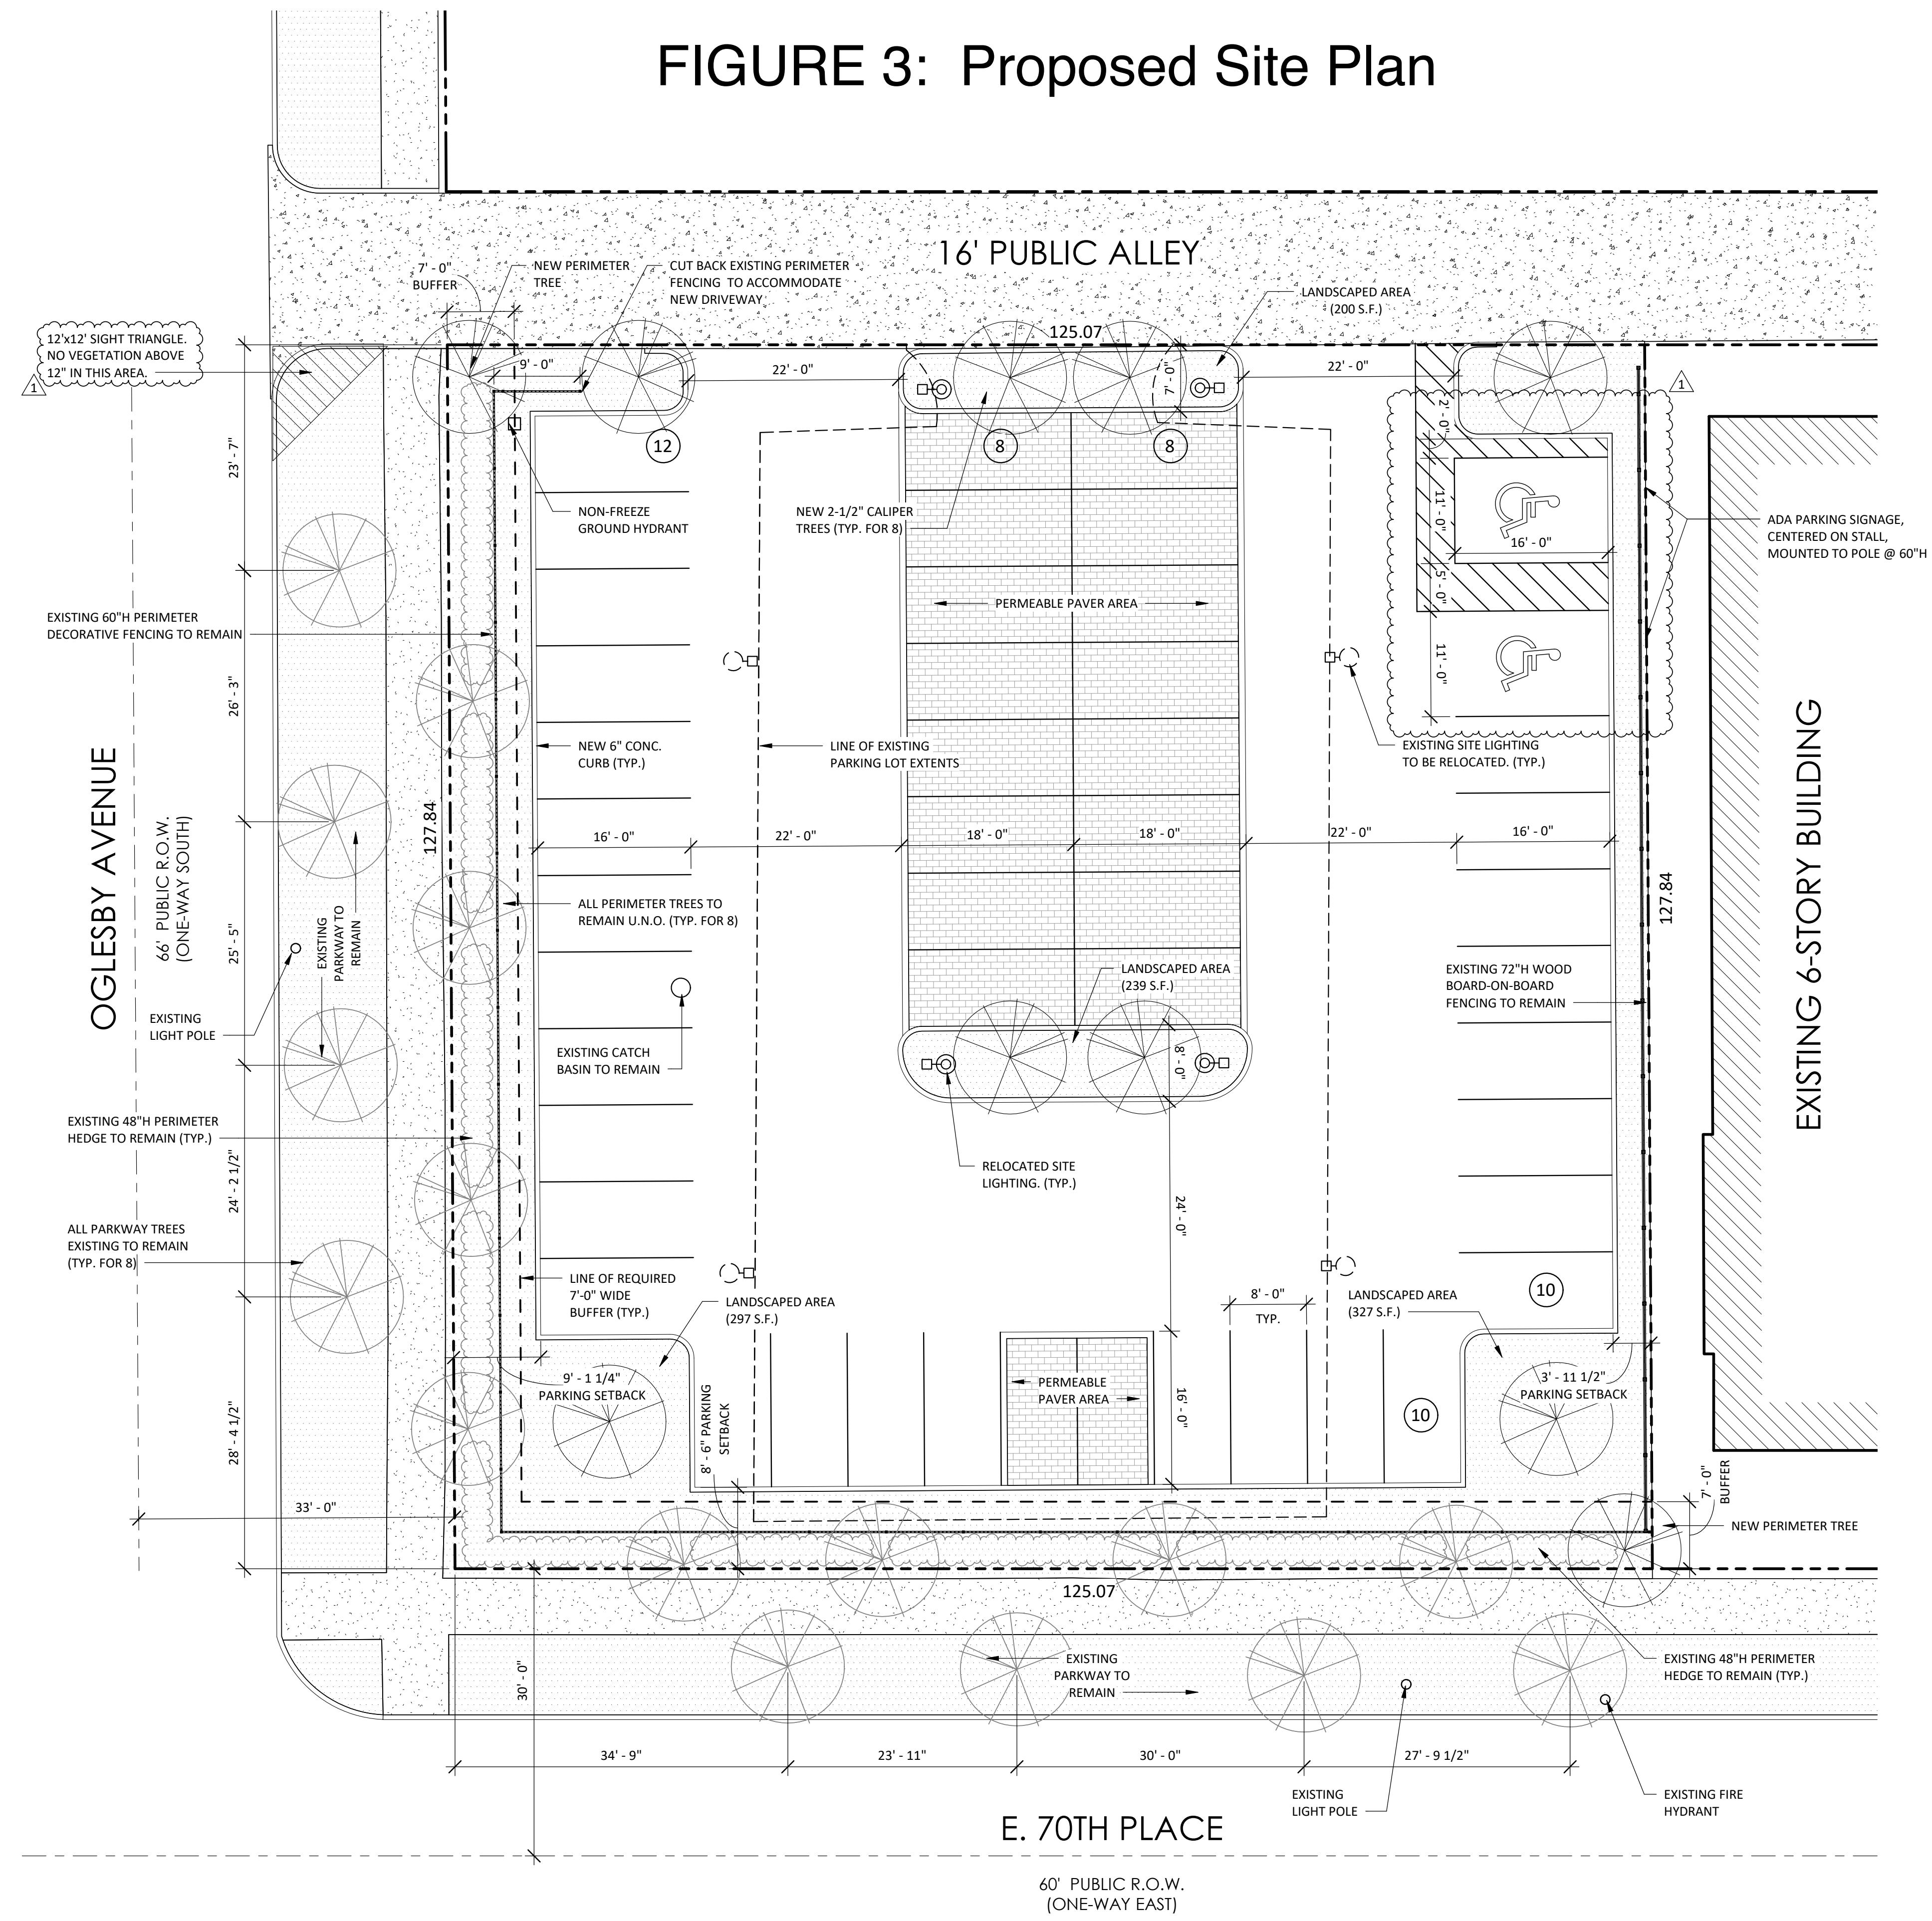 FIGURE 3: Proposed Site Plan
16' PUBLIC ALLEY
7' - 0"
BUFFER
NEW PERIMETER
TREE
CUT BACK EXISTING PERIMETER
FENCING TO ACCOMMODATE
NEW DRIVEWAY
LANDSCAPED AREA
(200 S.F.)
125.07
12'x12' SIGHT TRIANGLE.
NO VEGETATION ABOVE
12" IN THIS AREA.
1
9' - 0"
22' - 0"
7' - 0"
22' - 0"
1
2' - 0"
12
8
8
23' - 7"
NON-FREEZE
GROUND HYDRANT
NEW 2-1/2" CALIPER
TREES (TYP. FOR 8)
11' - 0"
16' - 0"
ADA PARKING SIGNAGE,
CENTERED ON STALL,
MOUNTED TO POLE @ 60"H
5' - 0"
PERMEABLE PAVER AREA
EXISTING 60"H PERIMETER
DECORATIVE FENCING TO REMAIN
11' - 0"
26' - 3"
NEW 6" CONC.
CURB (TYP.)
LINE OF EXISTING
PARKING LOT EXTENTS
EXISTING SITE LIGHTING
TO BE RELOCATED. (TYP.)
OGLESBY AVENUE
66' PUBLIC R.O.W.
(ONE-WAY SOUTH)
127.84
16' - 0"
22' - 0"
18' - 0"
18' - 0"
22' - 0"
16' - 0"
127.84
EXISTING 6-STORY BUILDING
ALL PERIMETER TREES TO
REMAIN U.N.O. (TYP. FOR 8)
25' - 5"
EXISTING
PARKWAY TO
REMAIN
LANDSCAPED AREA
(239 S.F.)
EXISTING 72"H WOOD
BOARD-ON-BOARD
FENCING TO REMAIN
EXISTING
LIGHT POLE
EXISTING CATCH
BASIN TO REMAIN
8' - 0"
EXISTING 48"H PERIMETER
HEDGE TO REMAIN (TYP.)
24' - 2 1/2"
RELOCATED SITE
LIGHTING. (TYP.)
24' - 0"
ALL PARKWAY TREES
EXISTING TO REMAIN
(TYP. FOR 8)
LINE OF REQUIRED
7'-0" WIDE
BUFFER (TYP.)
LANDSCAPED AREA
(297 S.F.)
8' - 0"
TYP.
LANDSCAPED AREA
(327 S.F.)
10
9' - 1 1/4"
PARKING SETBACK
8' - 6" PARKING
SETBACK
PERMEABLE
PAVER AREA
16' - 0"
10
3' - 11 1/2"
PARKING SETBACK
28' - 4 1/2"
33' - 0"
7' - 0"
BUFFER
NEW PERIMETER TREE
125.07
30' - 0"
EXISTING
PARKWAY TO
REMAIN
EXISTING 48"H PERIMETER
HEDGE TO REMAIN (TYP.)
34' - 9"
23' - 11"
30' - 0"
27' - 9 1/2"
EXISTING
LIGHT POLE
EXISTING FIRE
HYDRANT
E. 70TH PLACE
60' PUBLIC R.O.W.
(ONE-WAY EAST)